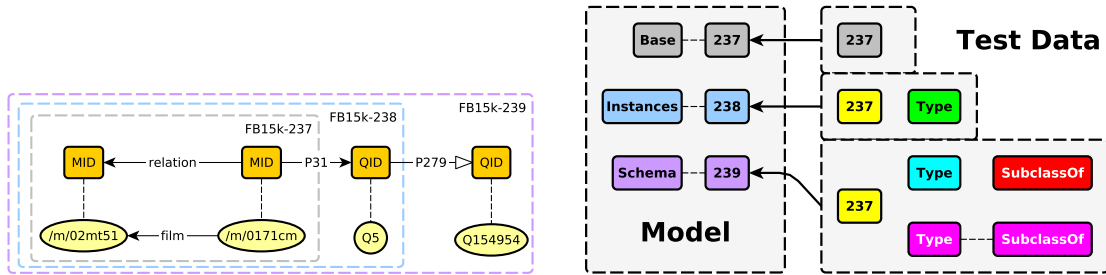 FB15k-239
FB15k-238
FB15k-237
MID
relation
MID
P31
QID
P279
QID
/m/02mt51
film
/m/0171cm
Q5
Q154954
Base
237
237
Test Data
Instances
238
237
Type
Schema
239
237
Type
SubclassOf
Type
SubclassOf
Model